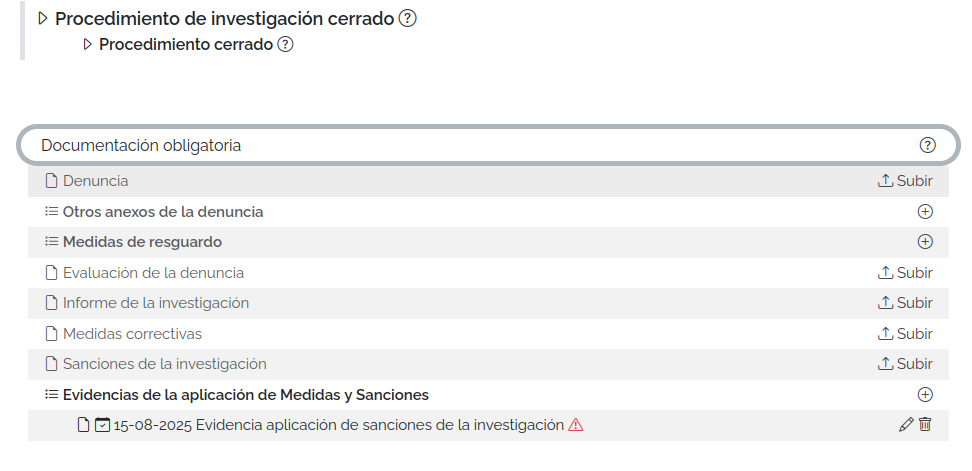 Procedimiento de investigación cerrado ?
Procedimiento cerrado ?
Documentación obligatoria ?
Denuncia Subir
Otros anexos de la denuncia
Medidas de resguardo
Evaluación de la denuncia Subir
Informe de la investigación Subir
Medidas correctivas Subir
Sanciones de la investigación Subir
Evidencias de la aplicación de Medidas y Sanciones
15-08-2025 Evidencia aplicación de sanciones de la investigación